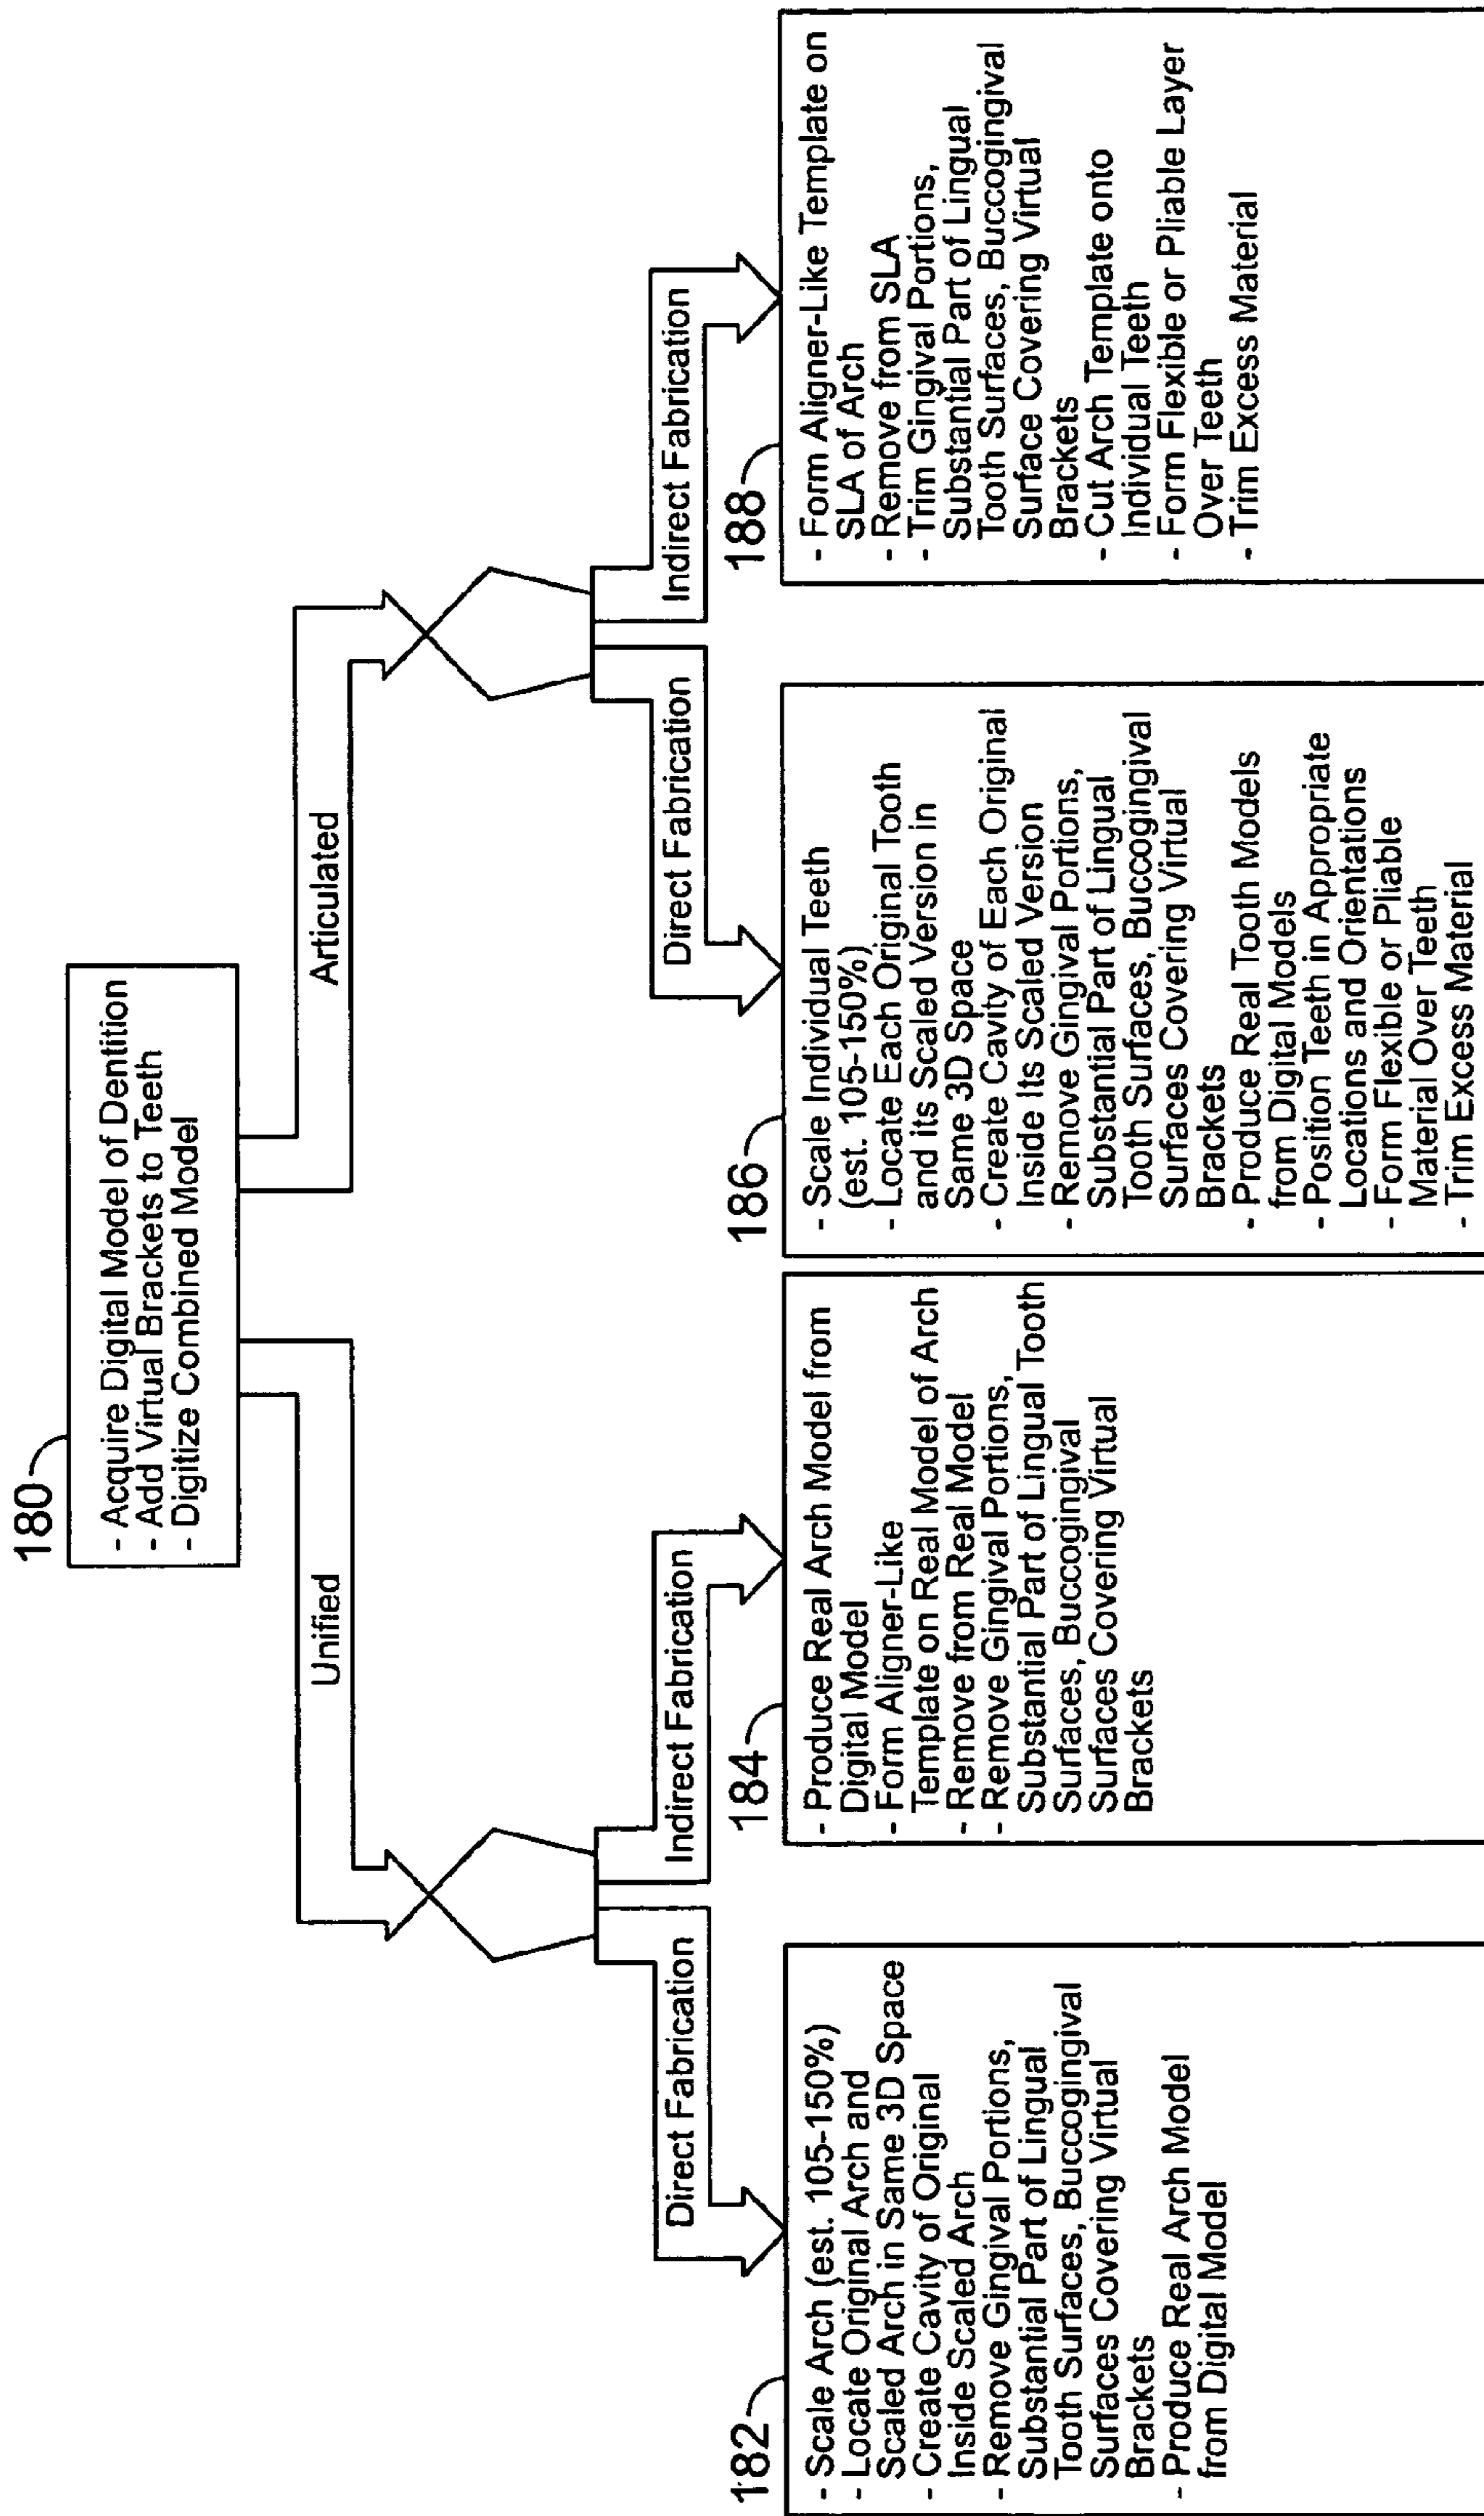 180
- Acquire Digital Model of Dentition
- Add Virtual Brackets to Teeth
- Digitize Combined Model
Unified
Articulated
Direct Fabrication
Indirect Fabrication
Direct Fabrication
Indirect Fabrication
182
- Scale Arch (est. 105-150%)
- Locate Original Arch and
Scaled Arch in Same 3D Space
- Create Cavity of Original
Inside Scaled Arch
- Remove Gingival Portions,
Substantial Part of Lingual
Tooth Surfaces, Buccogingival
Surfaces Covering Virtual
Brackets
- Produce Real Arch Model
from Digital Model
184
- Produce Real Arch Model from
Digital Model
- Form Aligner-Like
Template on Real Model of Arch
- Remove from Real Model
- Remove Gingival Portions,
Substantial Part of Lingual Tooth
Surfaces, Buccogingival
Surfaces Covering Virtual
Brackets
186
- Scale Individual Teeth
(est. 105-150%)
- Locate Each Original Tooth
and its Scaled Version in
Same 3D Space
- Create Cavity of Each Original
Inside Its Scaled Version
- Remove Gingival Portions,
Substantial Part of Lingual
Tooth Surfaces, Buccogingival
Surfaces Covering Virtual
Brackets
- Produce Real Tooth Models
from Digital Models
- Position Teeth in Appropriate
Locations and Orientations
- Form Flexible or Pliable
Material Over Teeth
- Trim Excess Material
188
- Form Aligner-Like Template on
SLA of Arch
- Remove from SLA
- Trim Gingival Portions,
Substantial Part of Lingual
Tooth Surfaces, Buccogingival
Surface Covering Virtual
Brackets
- Cut Arch Template onto
Individual Teeth
- Form Flexible or Pliable Layer
Over Teeth
- Trim Excess Material